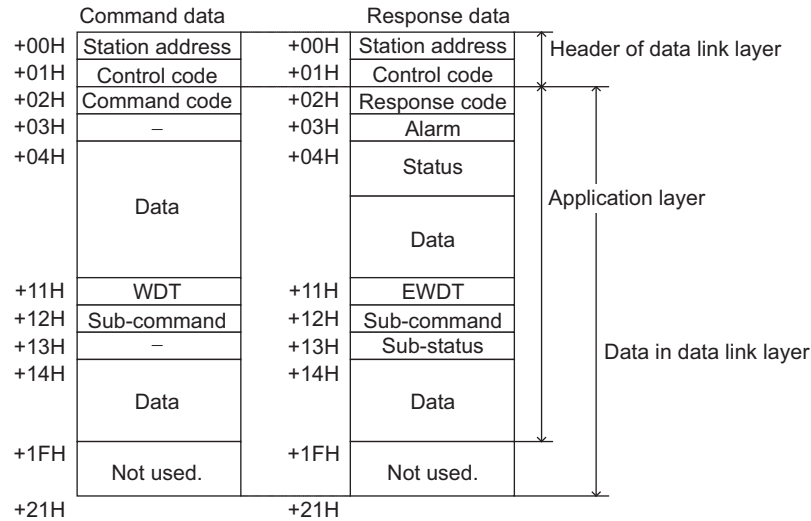 Command data Response data
+00H Station address +00H Station address Header of data link layer
+01H Control code +01H Control code
+02H Command code +02H Response code
+03H – +03H Alarm
+04H +04H Status
Application layer
Data Data
+11H WDT +11H EWDT
+12H Sub-command +12H Sub-command
+13H – +13H Sub-status Data in data link layer
+14H +14H
Data Data
+1FH +1FH
Not used. Not used.
+21H +21H